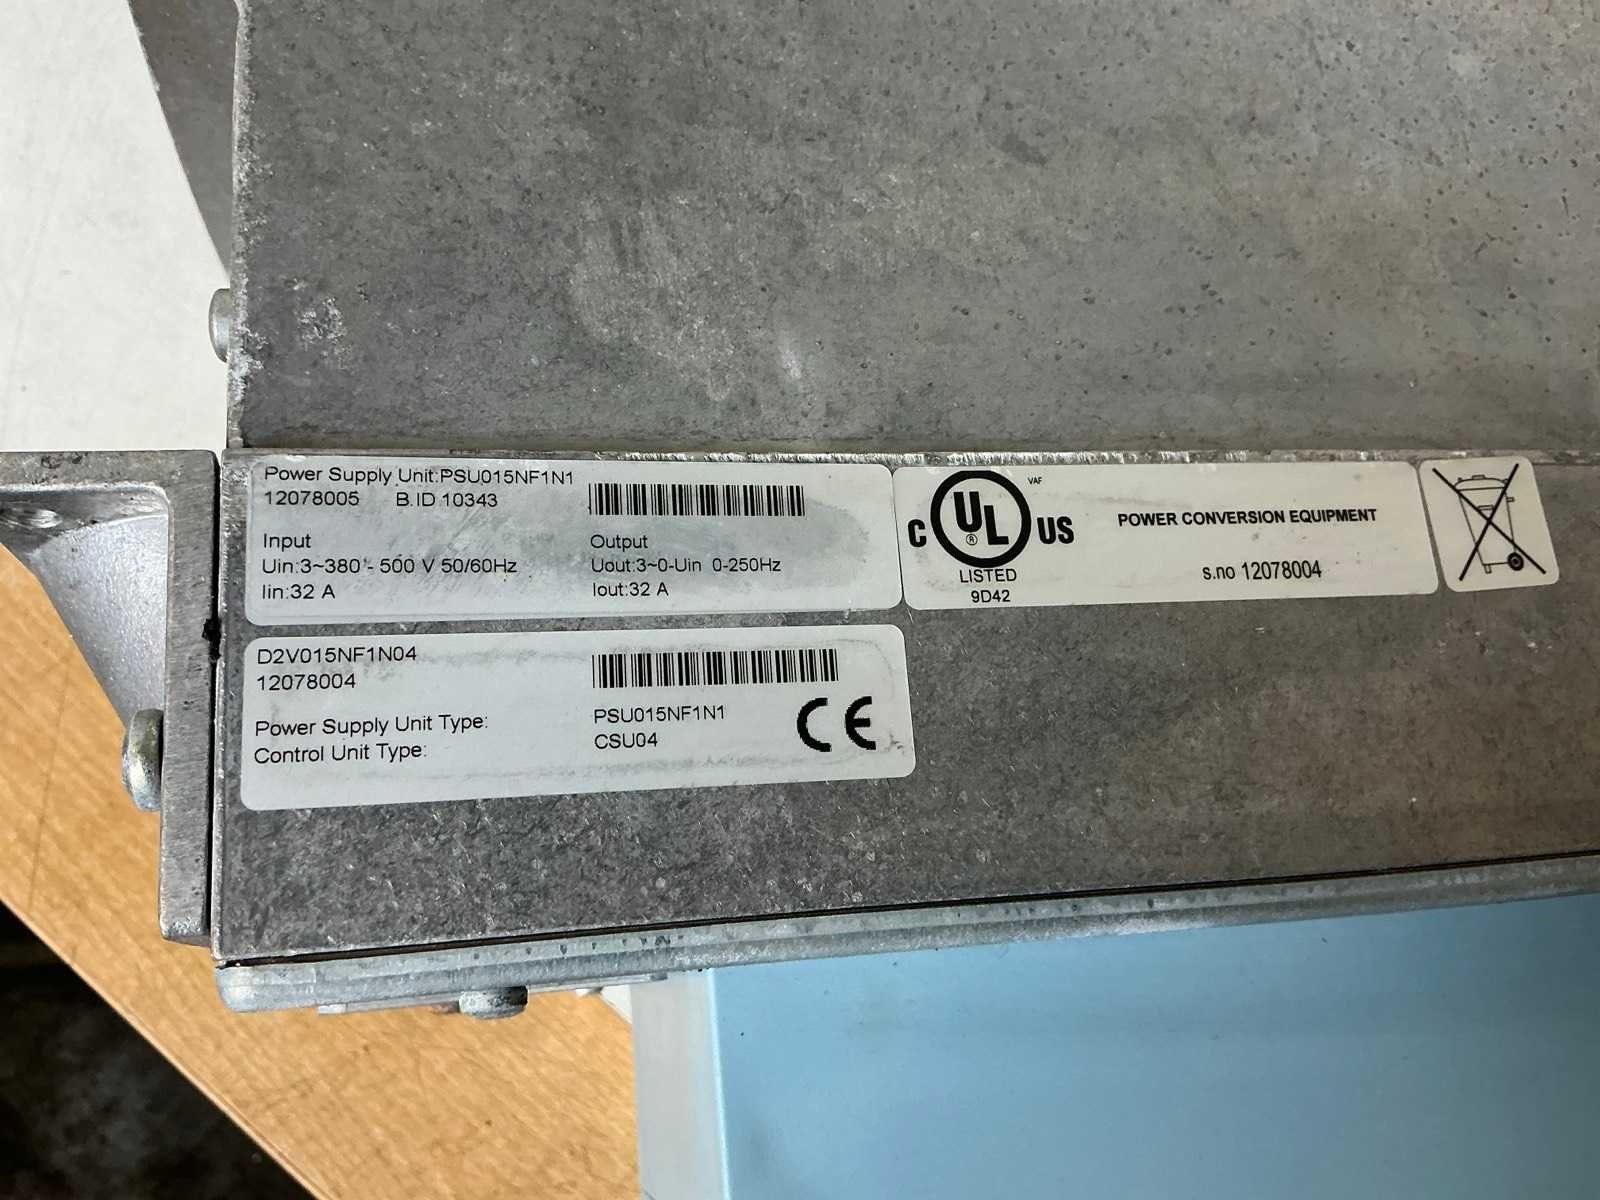 Power Supply Unit:PSU015NF1N1
12078005 B.ID 10343
Input
Uin:3~380 - 500 V 50/60Hz
Iin:32 A
Output
Uout:3~0-Uin 0-250Hz
Iout:32 A
C UL ® US
LISTED
9D42
VAF
POWER CONVERSION EQUIPMENT
s.no 12078004
D2V015NF1N04
12078004
Power Supply Unit Type: PSU015NF1N1
Control Unit Type: CSU04
CE